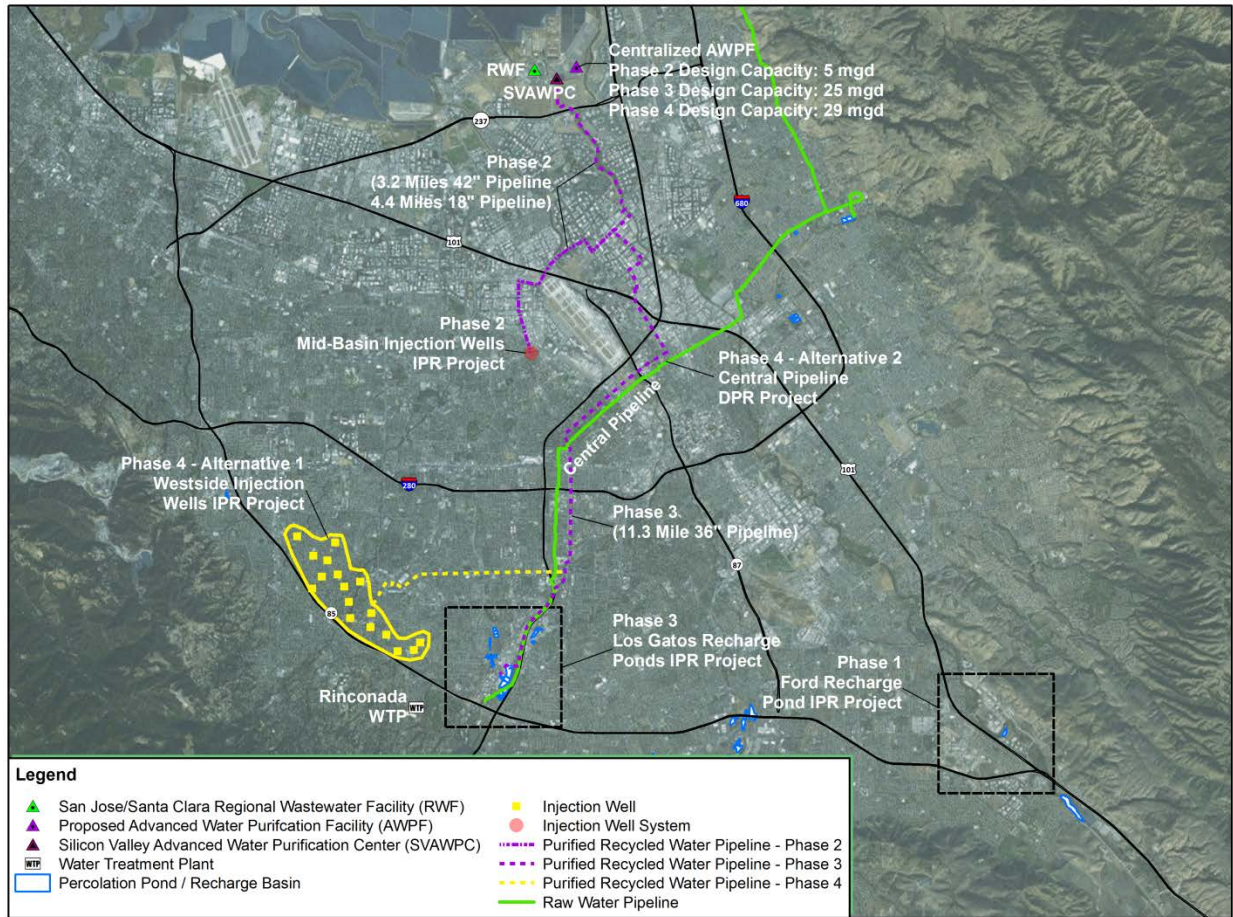 Centralized AWPF
Phase 2 Design Capacity: 5 mgd
Phase 3 Design Capacity: 25 mgd
Phase 4 Design Capacity: 29 mgd
RWF
SVAWPC
237
Phase 2
(3.2 Miles 42" Pipeline
4.4 Miles 18" Pipeline)
680
101
Phase 2
Mid-Basin Injection Wells
IPR Project
Phase 4 - Alternative 2
Central Pipeline
DPR Project
Central Pipeline
Phase 4 - Alternative 1
Westside Injection
Wells IPR Project
280
101
Phase 3
(11.3 Mile 36" Pipeline)
87
85
Phase 3
Los Gatos Recharge
Ponds IPR Project
Phase 1
Ford Recharge
Pond IPR Project
Rinconada
WTP
WTP
Legend
San Jose/Santa Clara Regional Wastewater Facility (RWF)
Proposed Advanced Water Purifcation Facility (AWPF)
Silicon Valley Advanced Water Purification Center (SVAWPC)
WTP Water Treatment Plant
Percolation Pond / Recharge Basin
Injection Well
Injection Well System
Purified Recycled Water Pipeline - Phase 2
Purified Recycled Water Pipeline - Phase 3
Purified Recycled Water Pipeline - Phase 4
Raw Water Pipeline